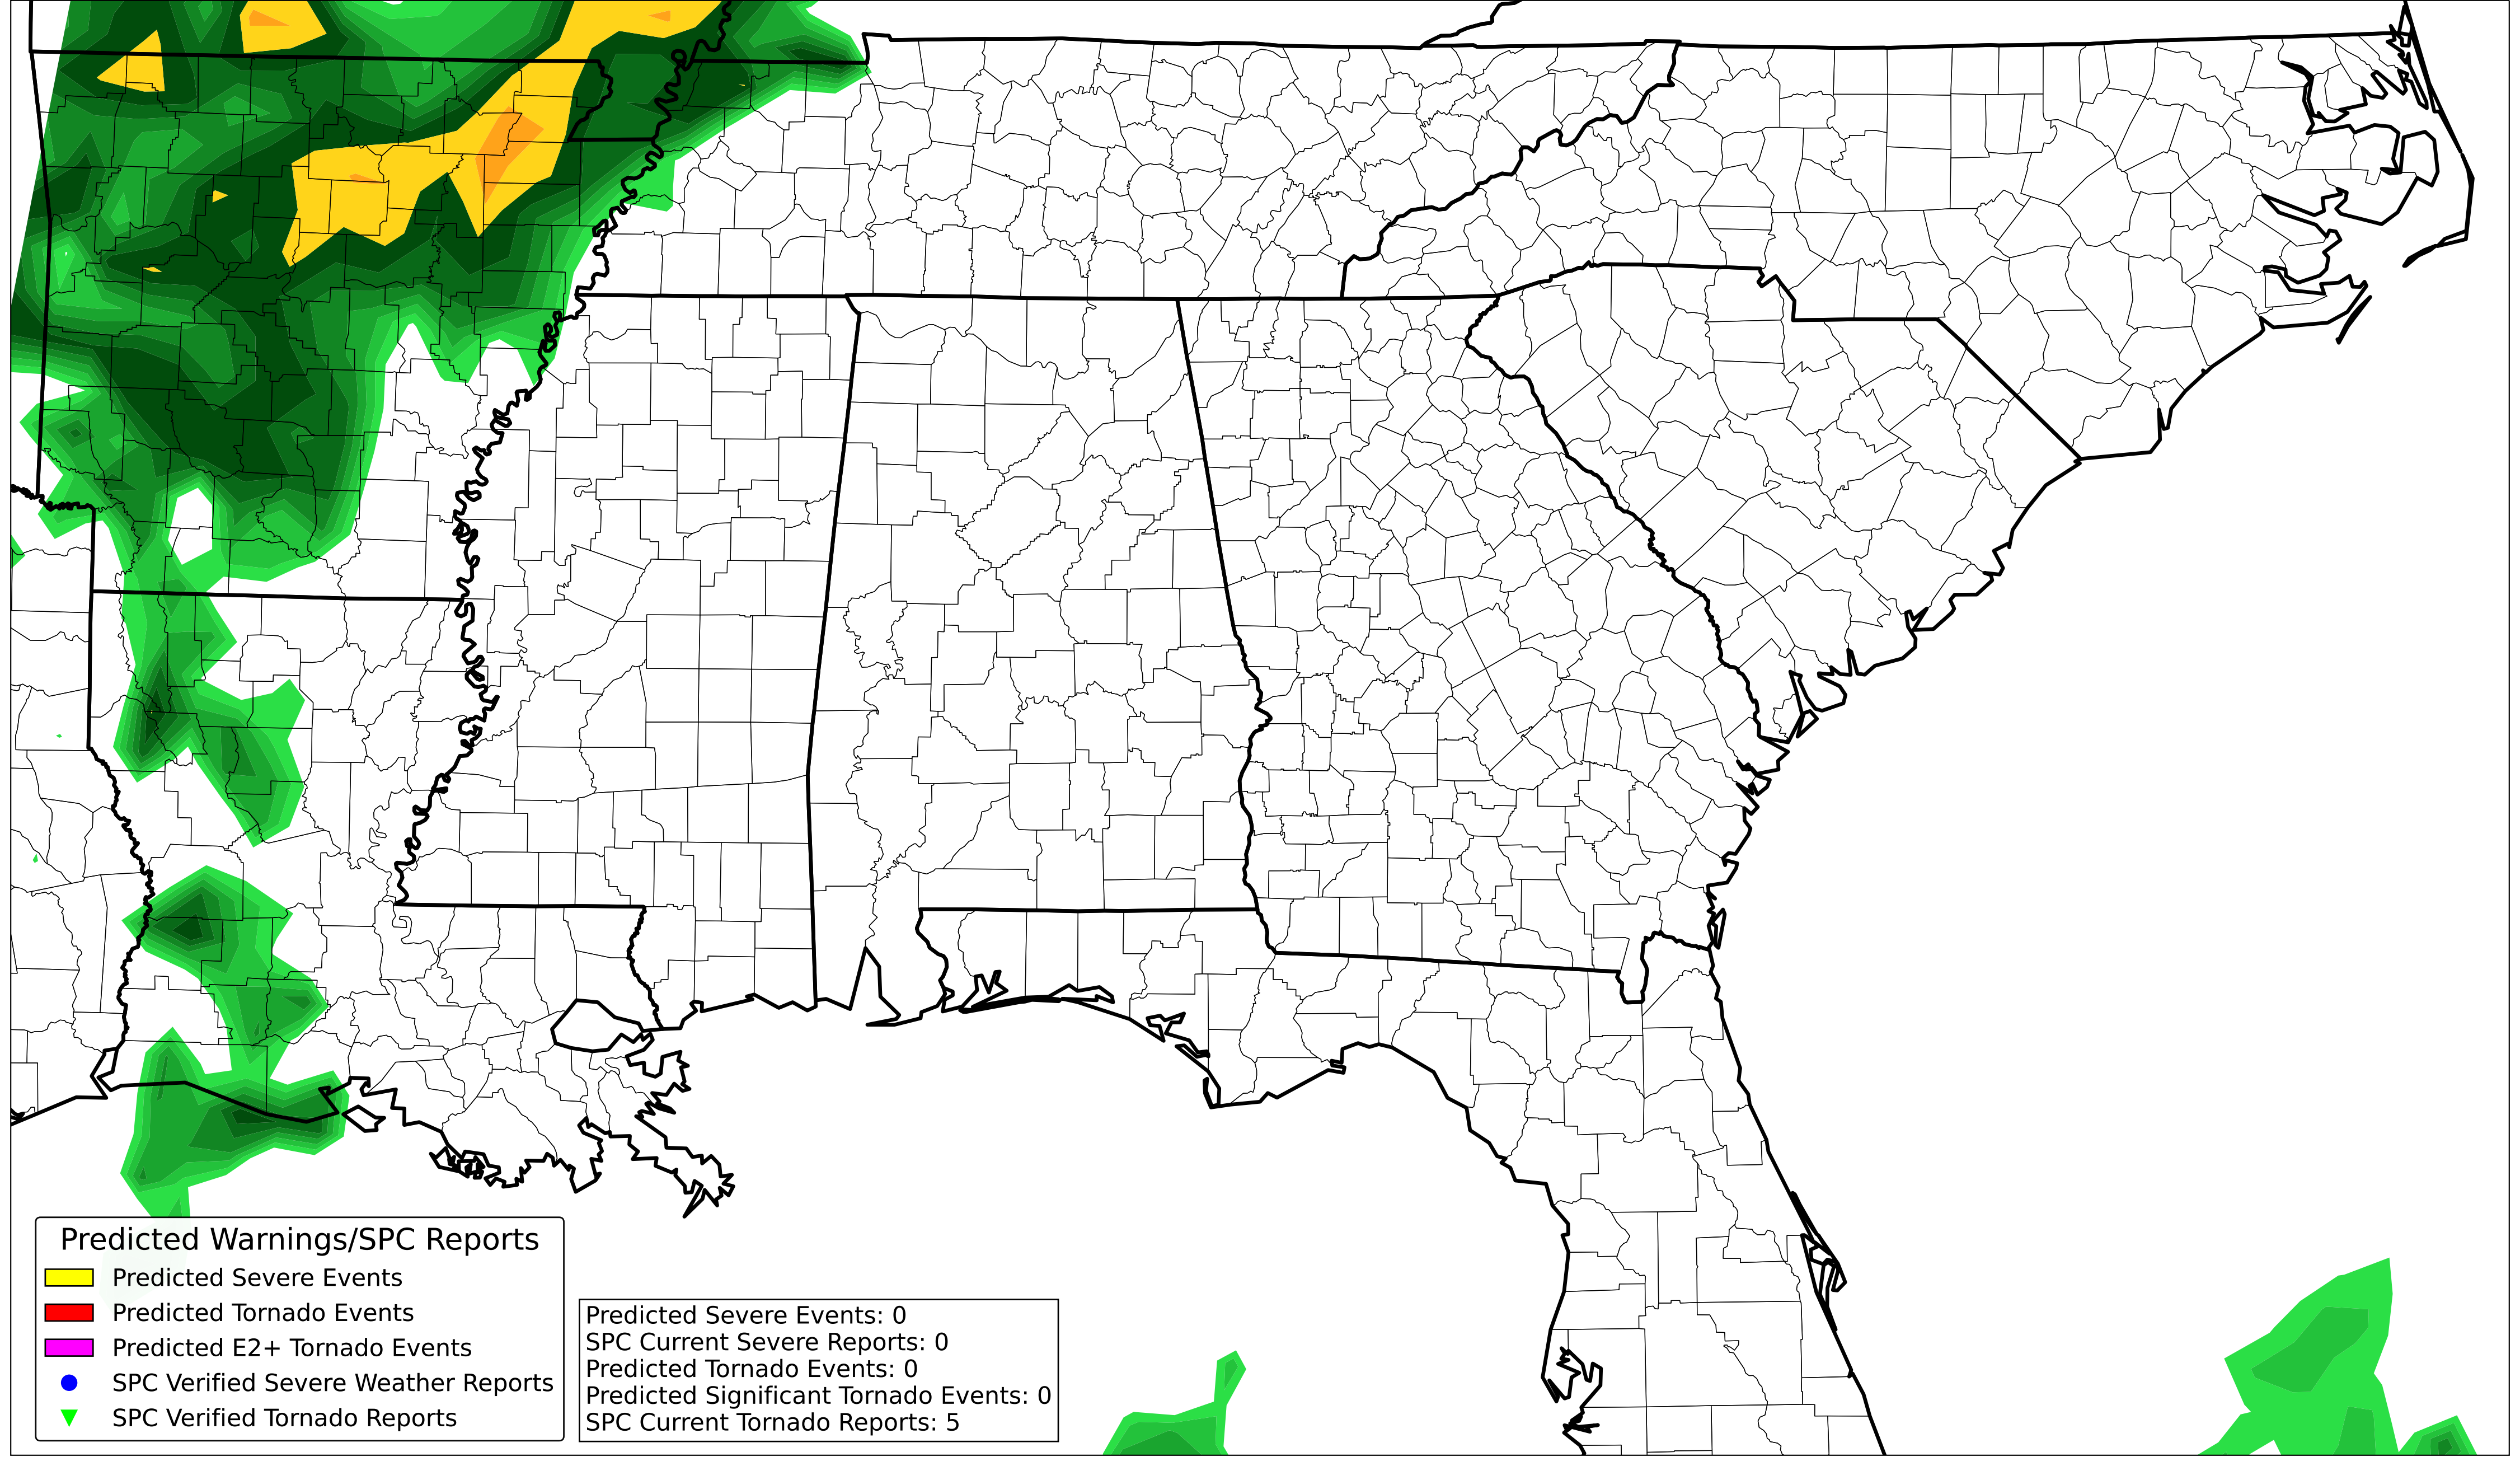 Predicted Warnings/SPC Reports
Predicted Severe Events
Predicted Tornado Events
Predicted E2+ Tornado Events
SPC Verified Severe Weather Reports
SPC Verified Tornado Reports
Predicted Severe Events: 0
SPC Current Severe Reports: 0
Predicted Tornado Events: 0
Predicted Significant Tornado Events: 0
SPC Current Tornado Reports: 5